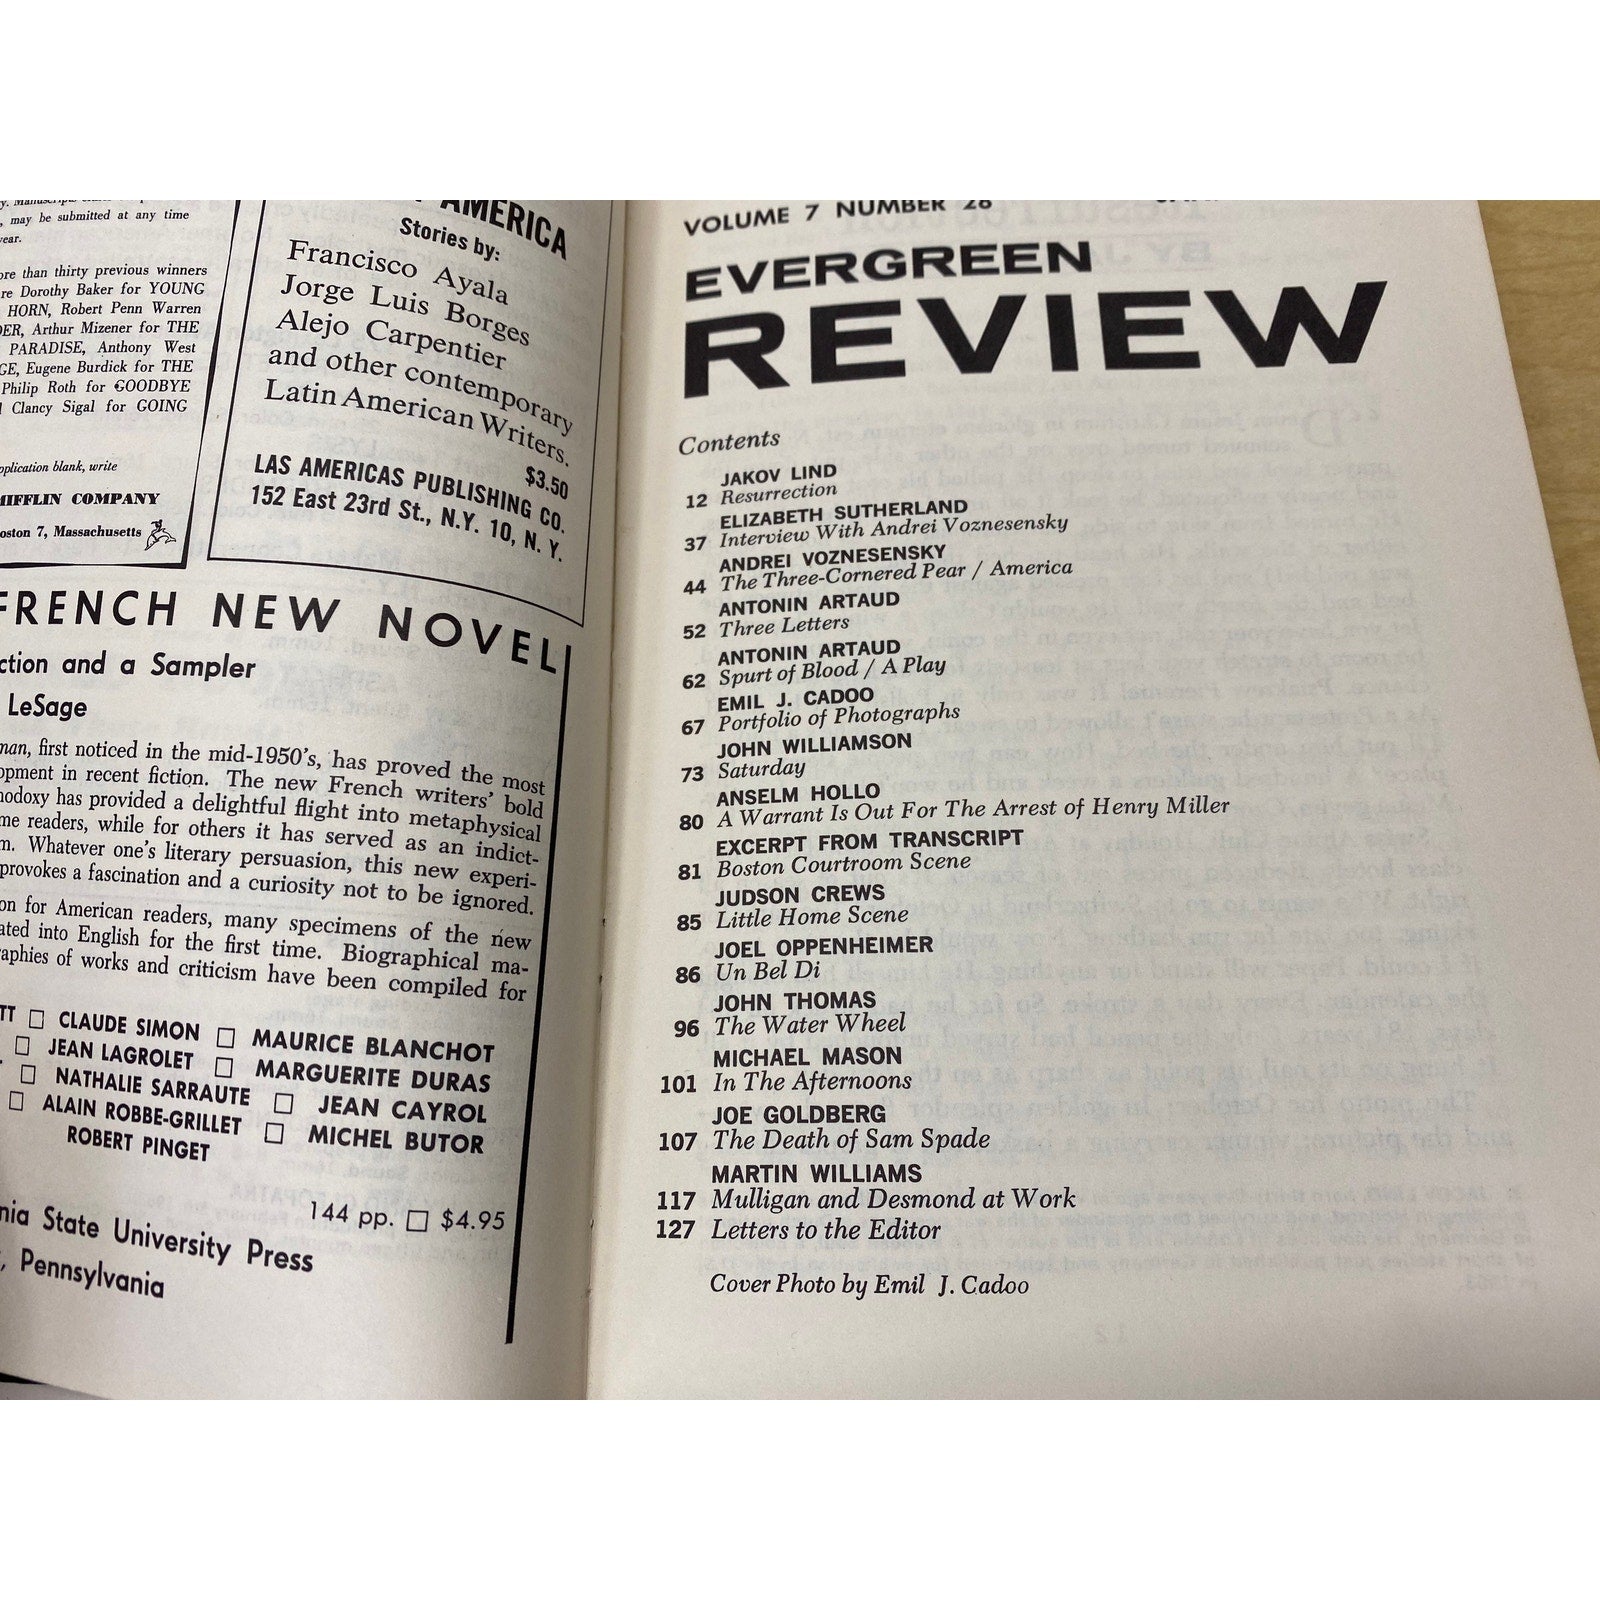 may be submitted at any time
year.
ore than thirty previous winners
re Dorothy Baker for YOUNG
HORN, Robert Penn Warren
DER, Arthur Mizener for THE
PARADISE, Anthony West
GE, Eugene Burdick for THE
Philip Roth for GOODBYE
Clancy Sigal for GOING
pplication blank, write
MIFFLIN COMPANY
oston 7, Massachusetts
AMERICA
Stories by:
Francisco Ayala
Jorge Luis Borges
Alejo Carpentier
and other contemporary
Latin American Writers.
$3.50
LAS AMERICAS PUBLISHING CO.
152 East 23rd St., N.Y. 10, N. Y.
FRENCH NEW NOVEL
ction and a Sampler
LeSage
man, first noticed in the mid-1950's, has proved the most
opment in recent fiction. The new French writers' bold
hodoxy has provided a delightful flight into metaphysical
me readers, while for others it has served as an indict-
m. Whatever one's literary persuasion, this new experi-
provokes a fascination and a curiosity not to be ignored.
on for American readers, many specimens of the new
ated into English for the first time. Biographical ma-
aphies of works and criticism have been compiled for
TT □ CLAUDE SIMON □ MAURICE BLANCHOT
□ JEAN LAGROLET □ MARGUERITE DURAS
□ NATHALIE SARRAUTE □ JEAN CAYROL
□ ALAIN ROBBE-GRILLET □ MICHEL BUTOR
ROBERT PINGET
144 pp. □ $4.95
nia State University Press
, Pennsylvania
VOLUME 7 NUMBER 28
EVERGREEN
REVIEW
Contents
JAKOV LIND
12 Resurrection
ELIZABETH SUTHERLAND
37 Interview With Andrei Voznesensky
ANDREI VOZNESENSKY
44 The Three-Cornered Pear / America
ANTONIN ARTAUD
52 Three Letters
ANTONIN ARTAUD
62 Spurt of Blood / A Play
EMIL J. CADOO
67 Portfolio of Photographs
JOHN WILLIAMSON
73 Saturday
ANSELM HOLLO
80 A Warrant Is Out For The Arrest of Henry Miller
EXCERPT FROM TRANSCRIPT
81 Boston Courtroom Scene
JUDSON CREWS
85 Little Home Scene
JOEL OPPENHEIMER
86 Un Bel Di
JOHN THOMAS
96 The Water Wheel
MICHAEL MASON
101 In The Afternoons
JOE GOLDBERG
107 The Death of Sam Spade
MARTIN WILLIAMS
117 Mulligan and Desmond at Work
127 Letters to the Editor
Cover Photo by Emil J. Cadoo